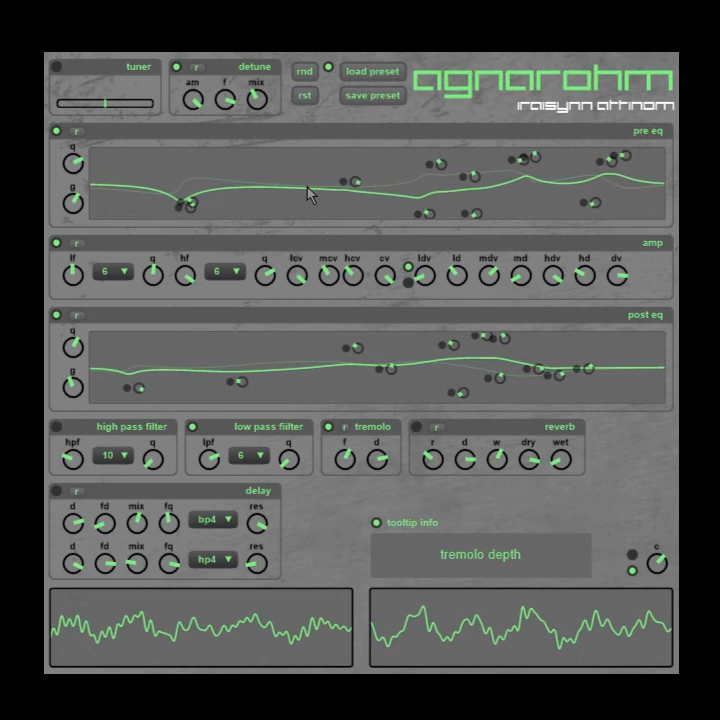 tuner
r detune
am f mix
rnd load preset
rst save preset
agnarohm
iraisynn attinom
r pre eq
q
g
r amp
lf 6 q hf 6 q lcv mcv hcv cv ldv ld mdv md hdv hd dv
r post eq
q
g
high pass filter
hpf 10 q
low pass fiilter
lpf 6 q
r tremolo
f d
r reverb
r d w dry wet
r delay
d fd mix fq bp4 res
d fd mix fq hp4 res
tooltip info
tremolo depth
c